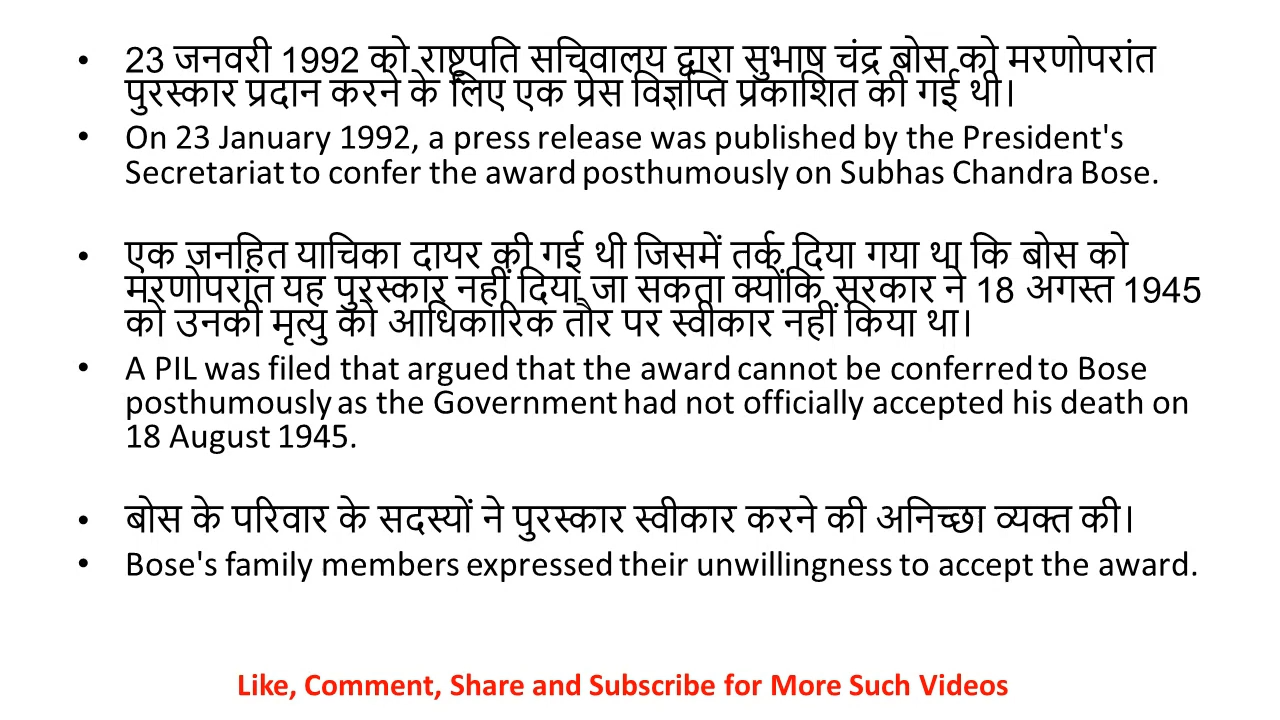 • 23 जनवरी 1992 को राष्ट्रपति सचिवालय द्वारा सुभाष चंद्र बोस को मरणोपरांत
पुरस्कार प्रदान करने के लिए एक प्रेस विज्ञप्ति प्रकाशित की गई थी।
• On 23 January 1992, a press release was published by the President's
Secretariat to confer the award posthumously on Subhas Chandra Bose.
• एक जनहित याचिका दायर की गई थी जिसमें तर्क दिया गया था कि बोस को
मरणोपरांत यह पुरस्कार नहीं दिया जा सकता क्योंकि सरकार ने 18 अगस्त 1945
को उनकी मृत्यु को आधिकारिक तौर पर स्वीकार नहीं किया था।
• A PIL was filed that argued that the award cannot be conferred to Bose
posthumously as the Government had not officially accepted his death on
18 August 1945.
• बोस के परिवार के सदस्यों ने पुरस्कार स्वीकार करने की अनिच्छा व्यक्त की।
• Bose's family members expressed their unwillingness to accept the award.
Like, Comment, Share and Subscribe for More Such Videos